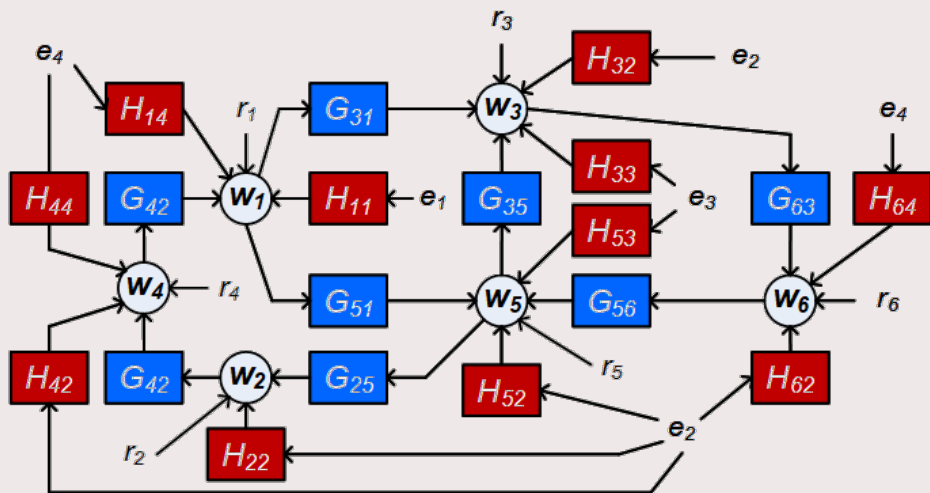 r3
e4 H32 e2
H14 r1 G31 w3 e4
H44 G42 w1 H11 e1 G35 H33 e3 G63 H64
H53
w4 r4 G51 w5 G56 w6 r6
H42 G42 w2 G25 H52 r5 H62
r2 H22 e2